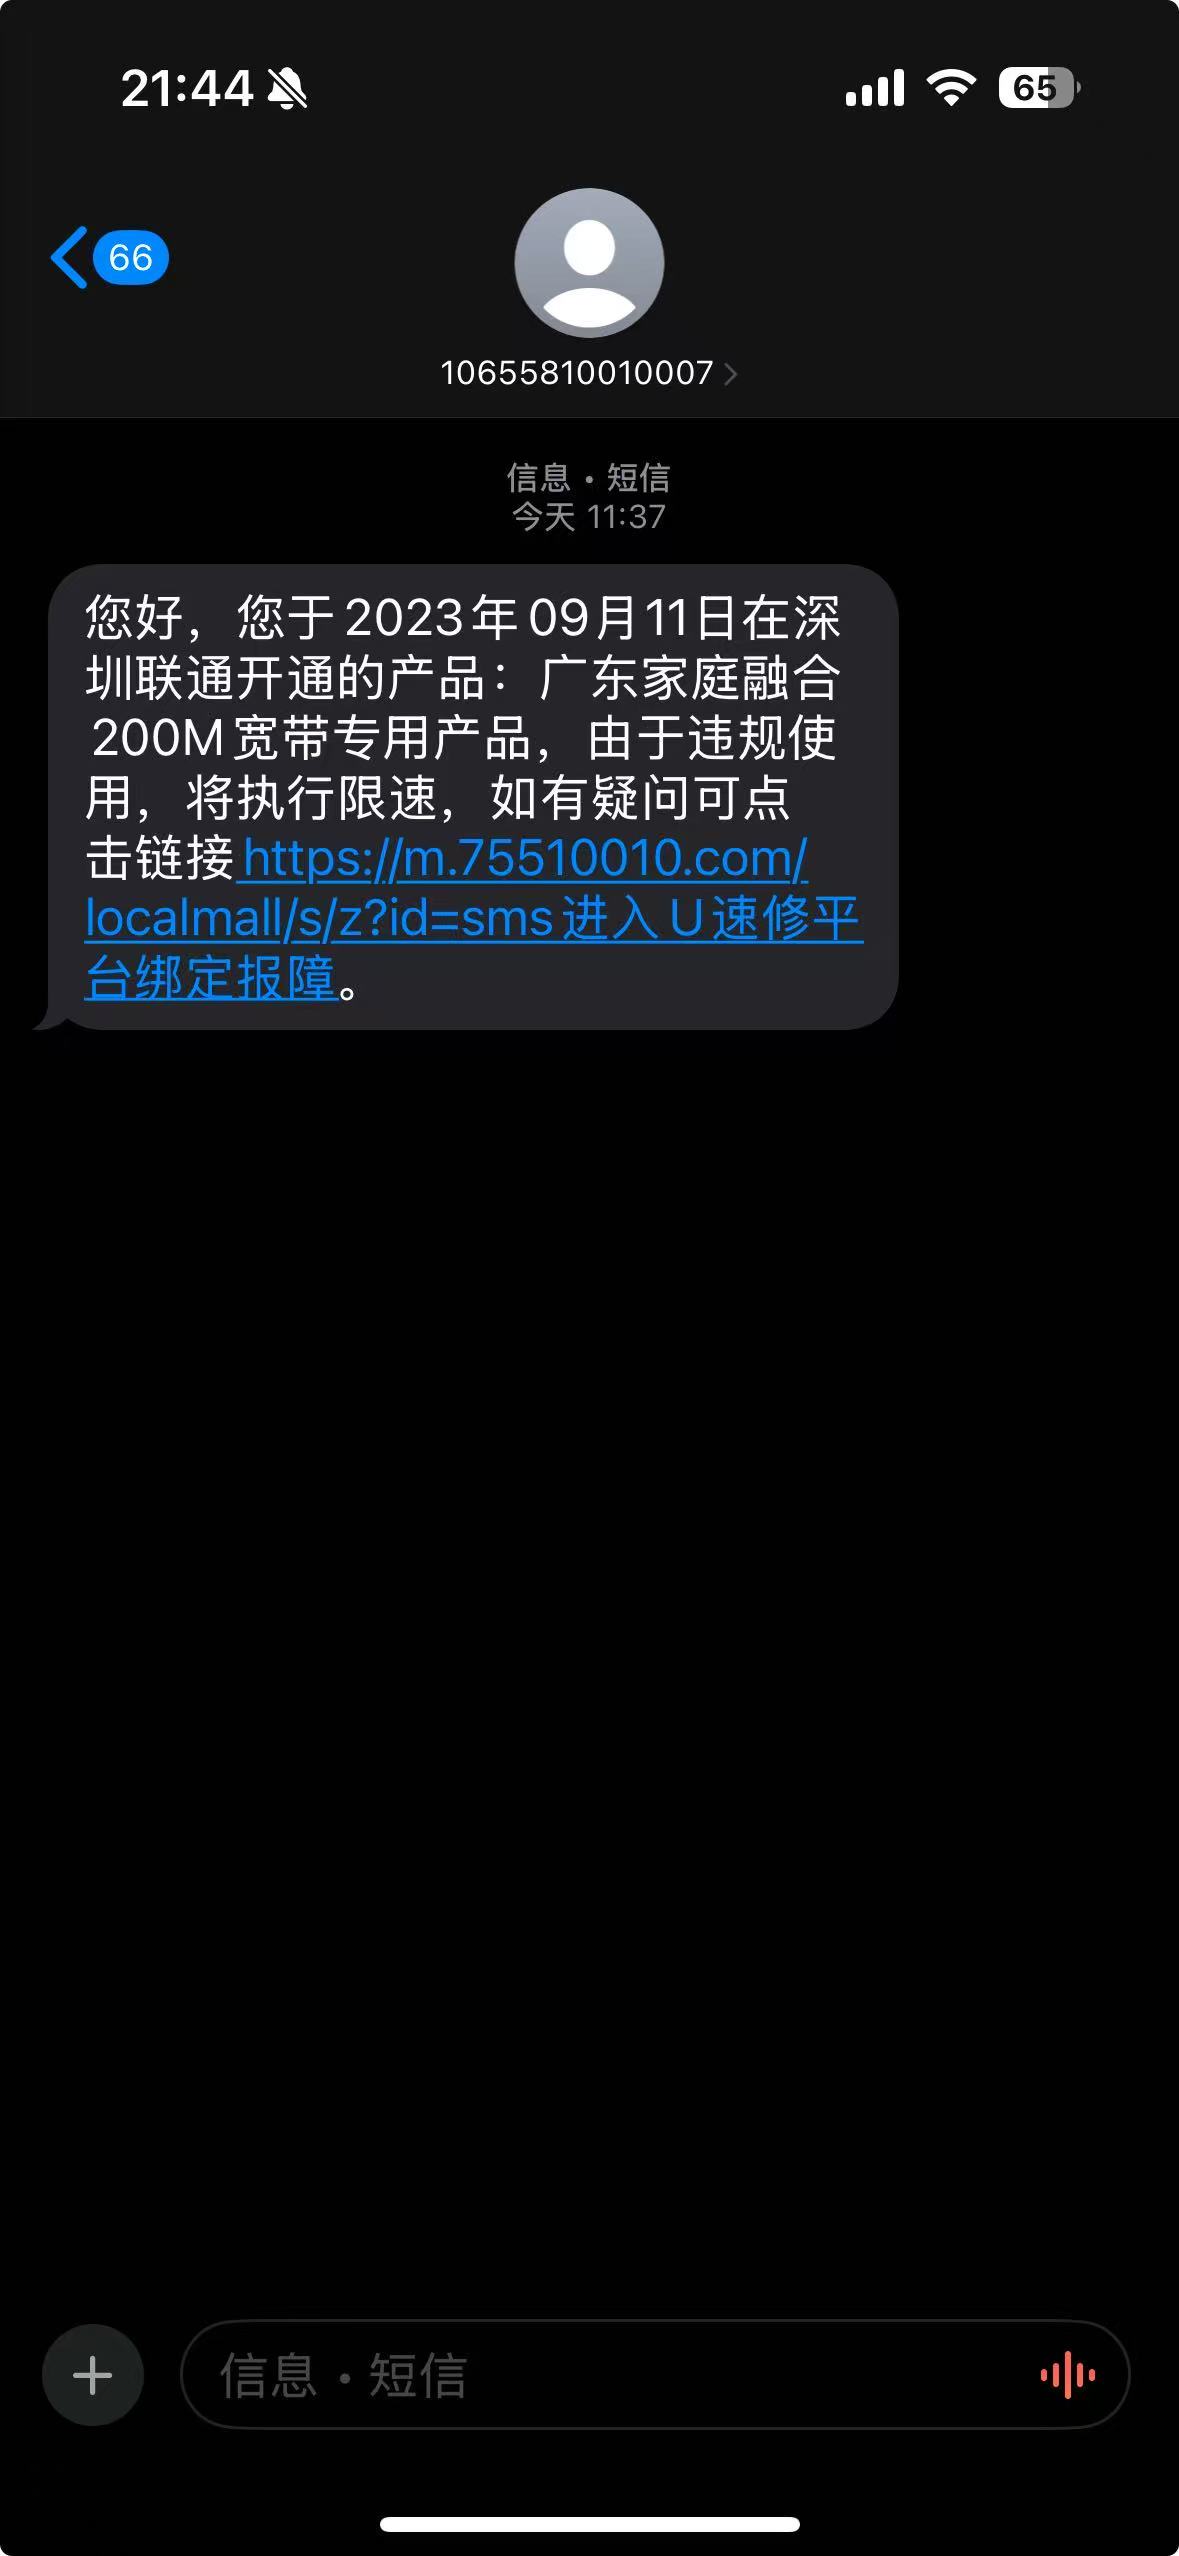 21:44
65
66
10655810010007
信息・短信
今天 11:37
您好，您于2023年09月11日在深
圳联通开通的产品：广东家庭融合
200M宽带专用产品，由于违规使
用，将执行限速，如有疑问可点
击链接https://m.75510010.com/
localmall/s/z?id=sms进入U速修平
台绑定报障。
信息・短信